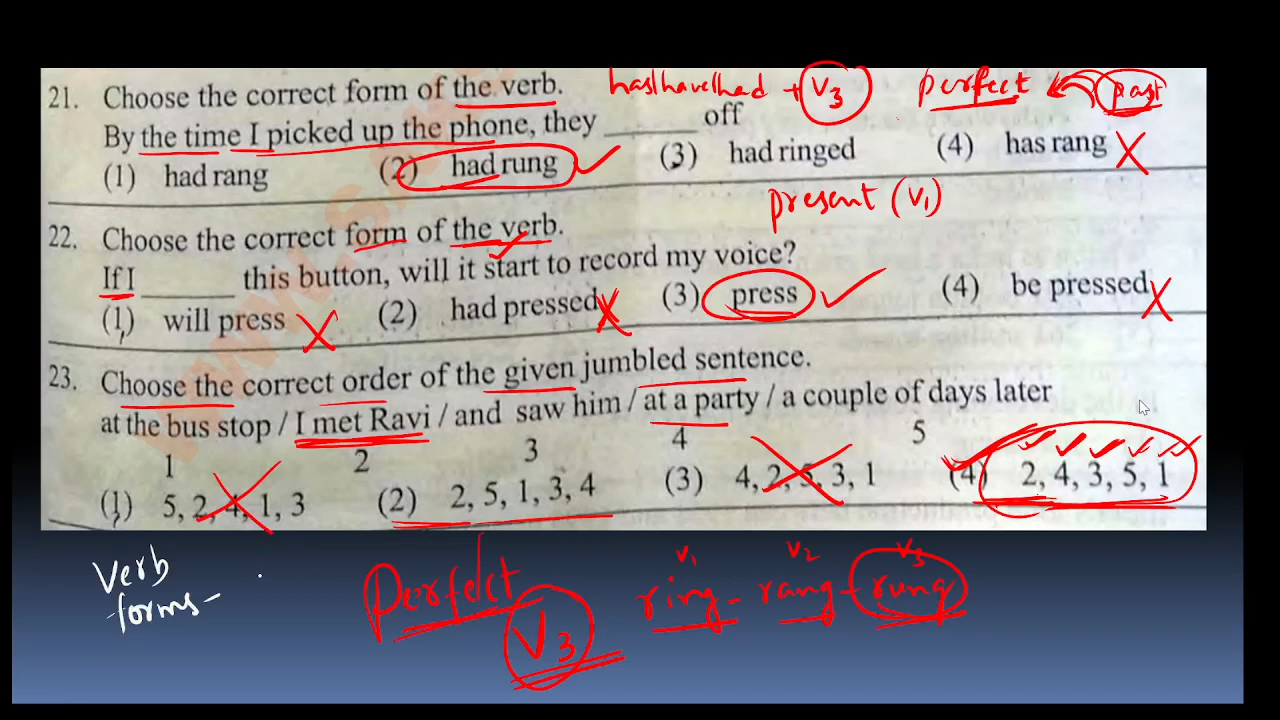 has/have/had + V3 perfect past
21. Choose the correct form of the verb.
By the time I picked up the phone, they ______ off
(1) had rang (2) had rung (3) had ringed (4) has rang
present (V1)
22. Choose the correct form of the verb.
If I ______ this button, will it start to record my voice?
(1) will press (2) had pressed (3) press (4) be pressed
23. Choose the correct order of the given jumbled sentence.
at the bus stop / I met Ravi / and saw him / at a party / a couple of days later
1 2 3 4 5
(1) 5, 2, 4, 1, 3 (2) 2, 5, 1, 3, 4 (3) 4, 2, 5, 3, 1 (4) 2, 4, 3, 5, 1
Verb
forms-
Perfect
V3
V1 V2 V3
ring - rang - rung